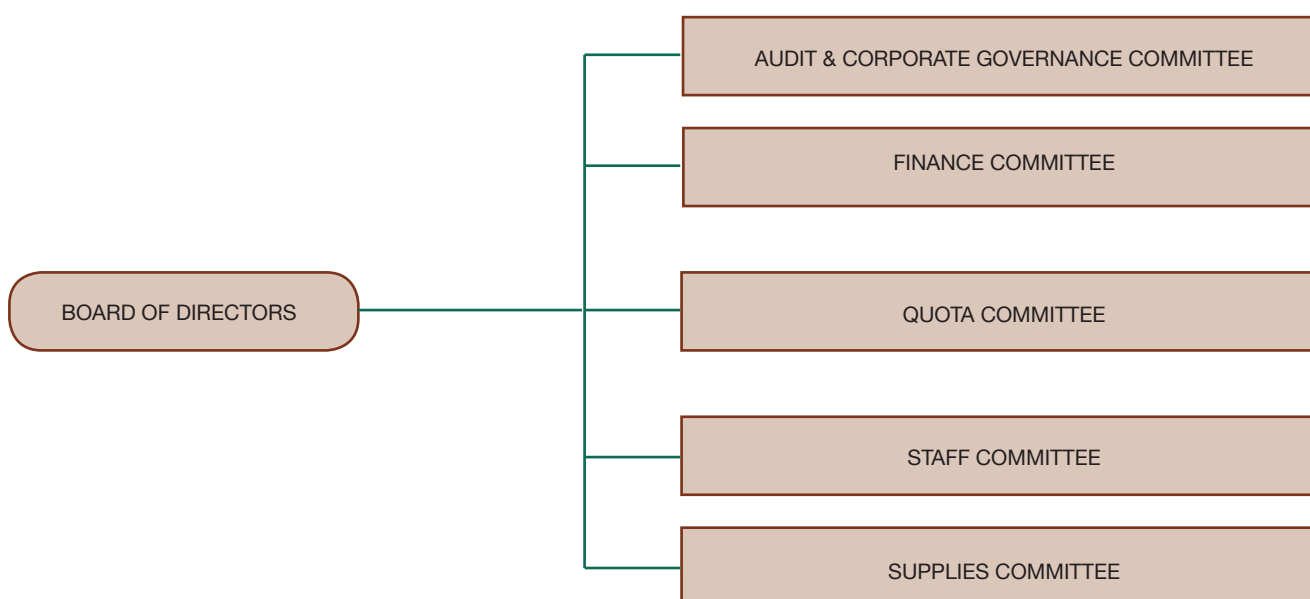 AUDIT & CORPORATE GOVERNANCE COMMITTEE
FINANCE COMMITTEE
BOARD OF DIRECTORS
QUOTA COMMITTEE
STAFF COMMITTEE
SUPPLIES COMMITTEE